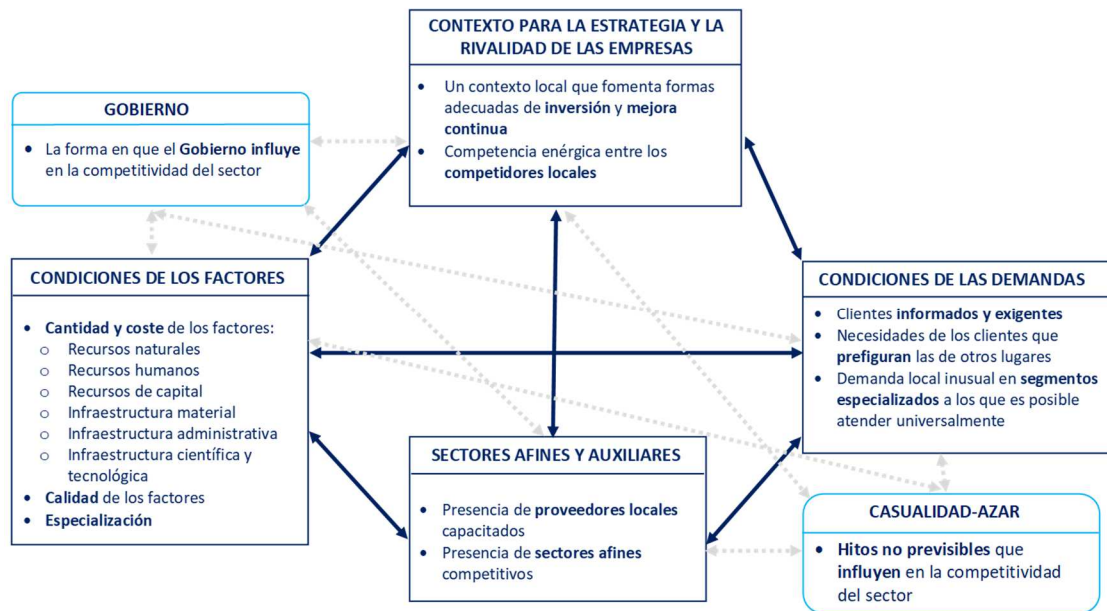 CONTEXTO PARA LA ESTRATEGIA Y LA
RIVALIDAD DE LAS EMPRESAS
• Un contexto local que fomenta formas
adecuadas de inversión y mejora
continua
• Competencia enérgica entre los
competidores locales
GOBIERNO
• La forma en que el Gobierno influye
en la competitividad del sector
CONDICIONES DE LOS FACTORES
• Cantidad y coste de los factores:
o Recursos naturales
o Recursos humanos
o Recursos de capital
o Infraestructura material
o Infraestructura administrativa
o Infraestructura científica y
tecnológica
• Calidad de los factores
• Especialización
CONDICIONES DE LAS DEMANDAS
• Clientes informados y exigentes
• Necesidades de los clientes que
prefiguran las de otros lugares
• Demanda local inusual en segmentos
especializados a los que es posible
atender universalmente
SECTORES AFINES Y AUXILIARES
• Presencia de proveedores locales
capacitados
• Presencia de sectores afines
competitivos
CASUALIDAD-AZAR
• Hitos no previsibles que
influyen en la competitividad
del sector